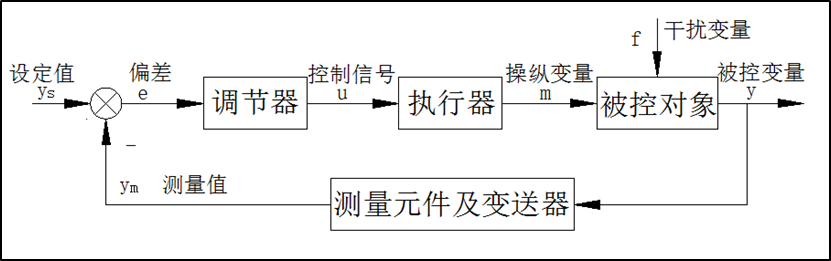 设定值
ys
偏差
e
调节器
控制信号
u
执行器
操纵变量
m
f
干扰变量
被控对象
被控变量
y
−
ym 测量值
测量元件及变送器